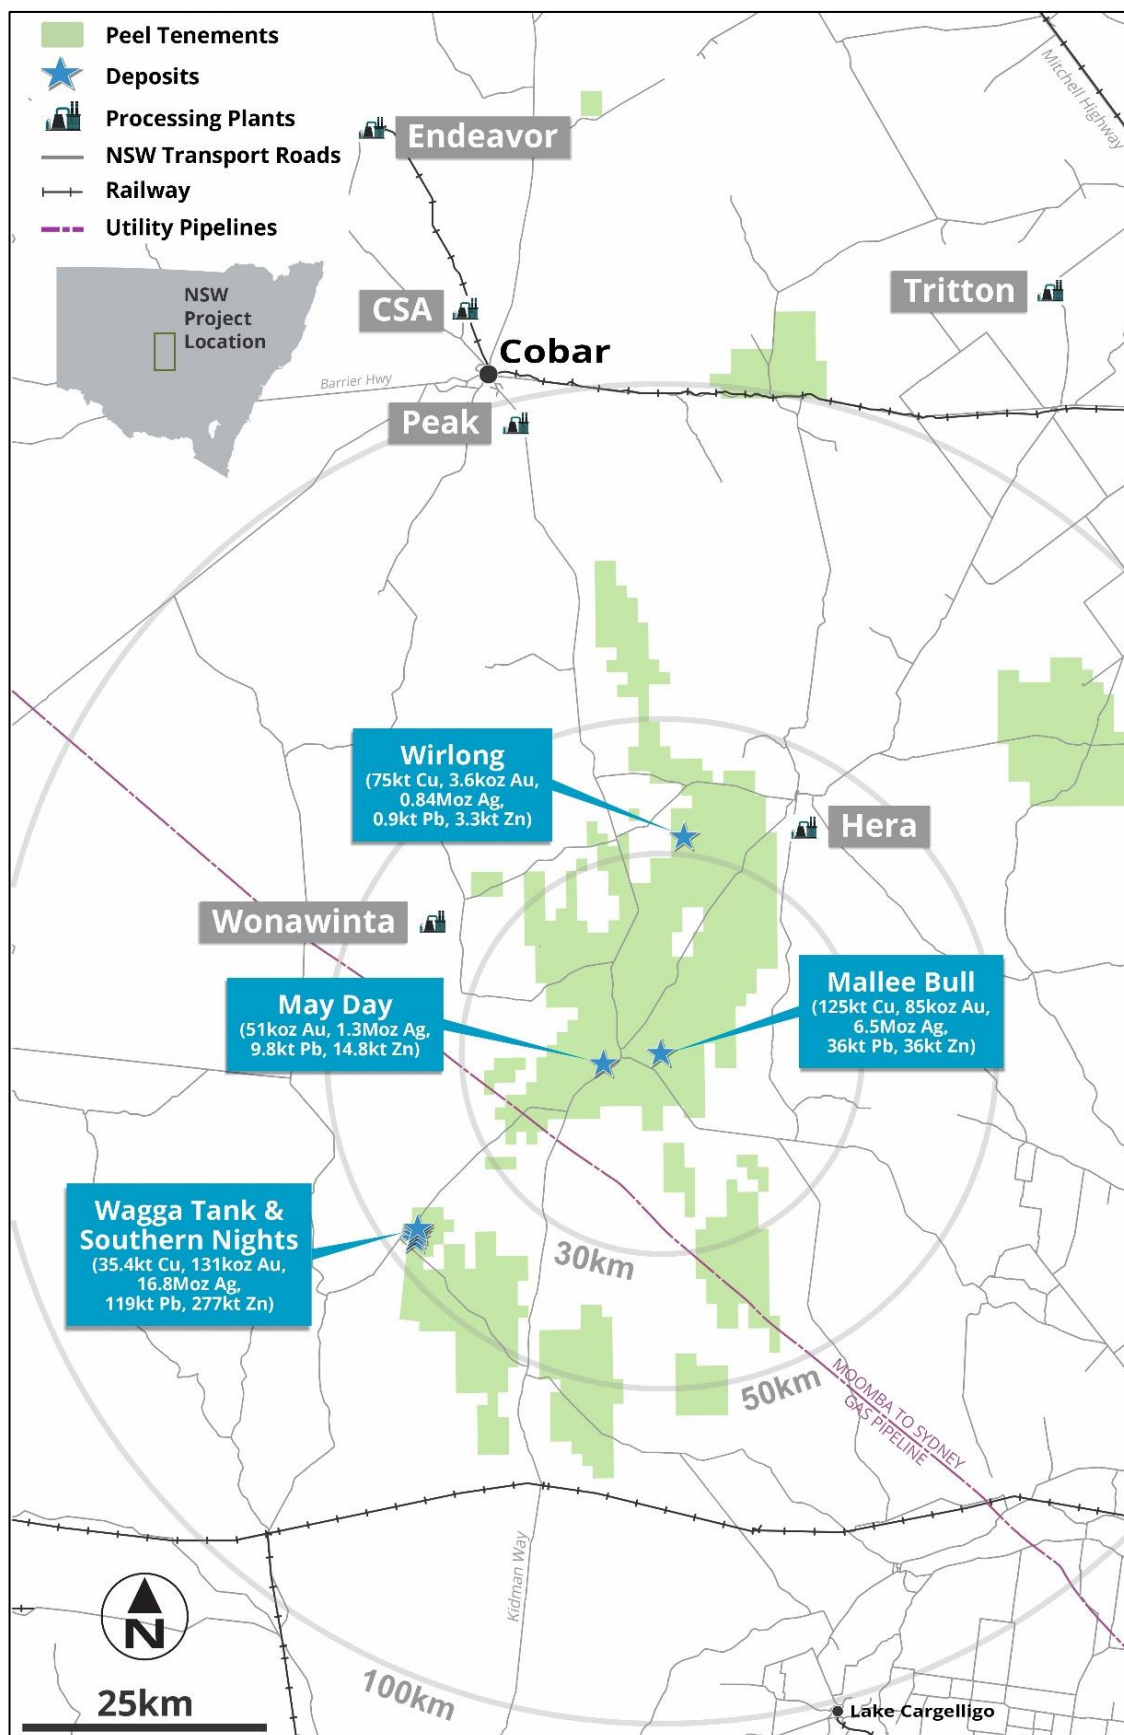 Peel Tenements
Deposits
Processing Plants
NSW Transport Roads
Railway
Utility Pipelines
NSW
Project
Location
Mitchell Highway
Endeavor
CSA
Tritton
Cobar
Barrier Hwy
Peak
Wirlong
(75kt Cu, 3.6koz Au,
0.84Moz Ag,
0.9kt Pb, 3.3kt Zn)
Hera
Wonawinta
May Day
(51koz Au, 1.3Moz Ag,
9.8kt Pb, 14.8kt Zn)
Mallee Bull
(125kt Cu, 85koz Au,
6.5Moz Ag,
36kt Pb, 36kt Zn)
Wagga Tank &
Southern Nights
(35.4kt Cu, 131koz Au,
16.8Moz Ag,
119kt Pb, 277kt Zn)
30km
50km
MOOMBA TO SYDNEY
GAS PIPELINE
Kidman Way
N
100km
25km
Lake Cargelligo